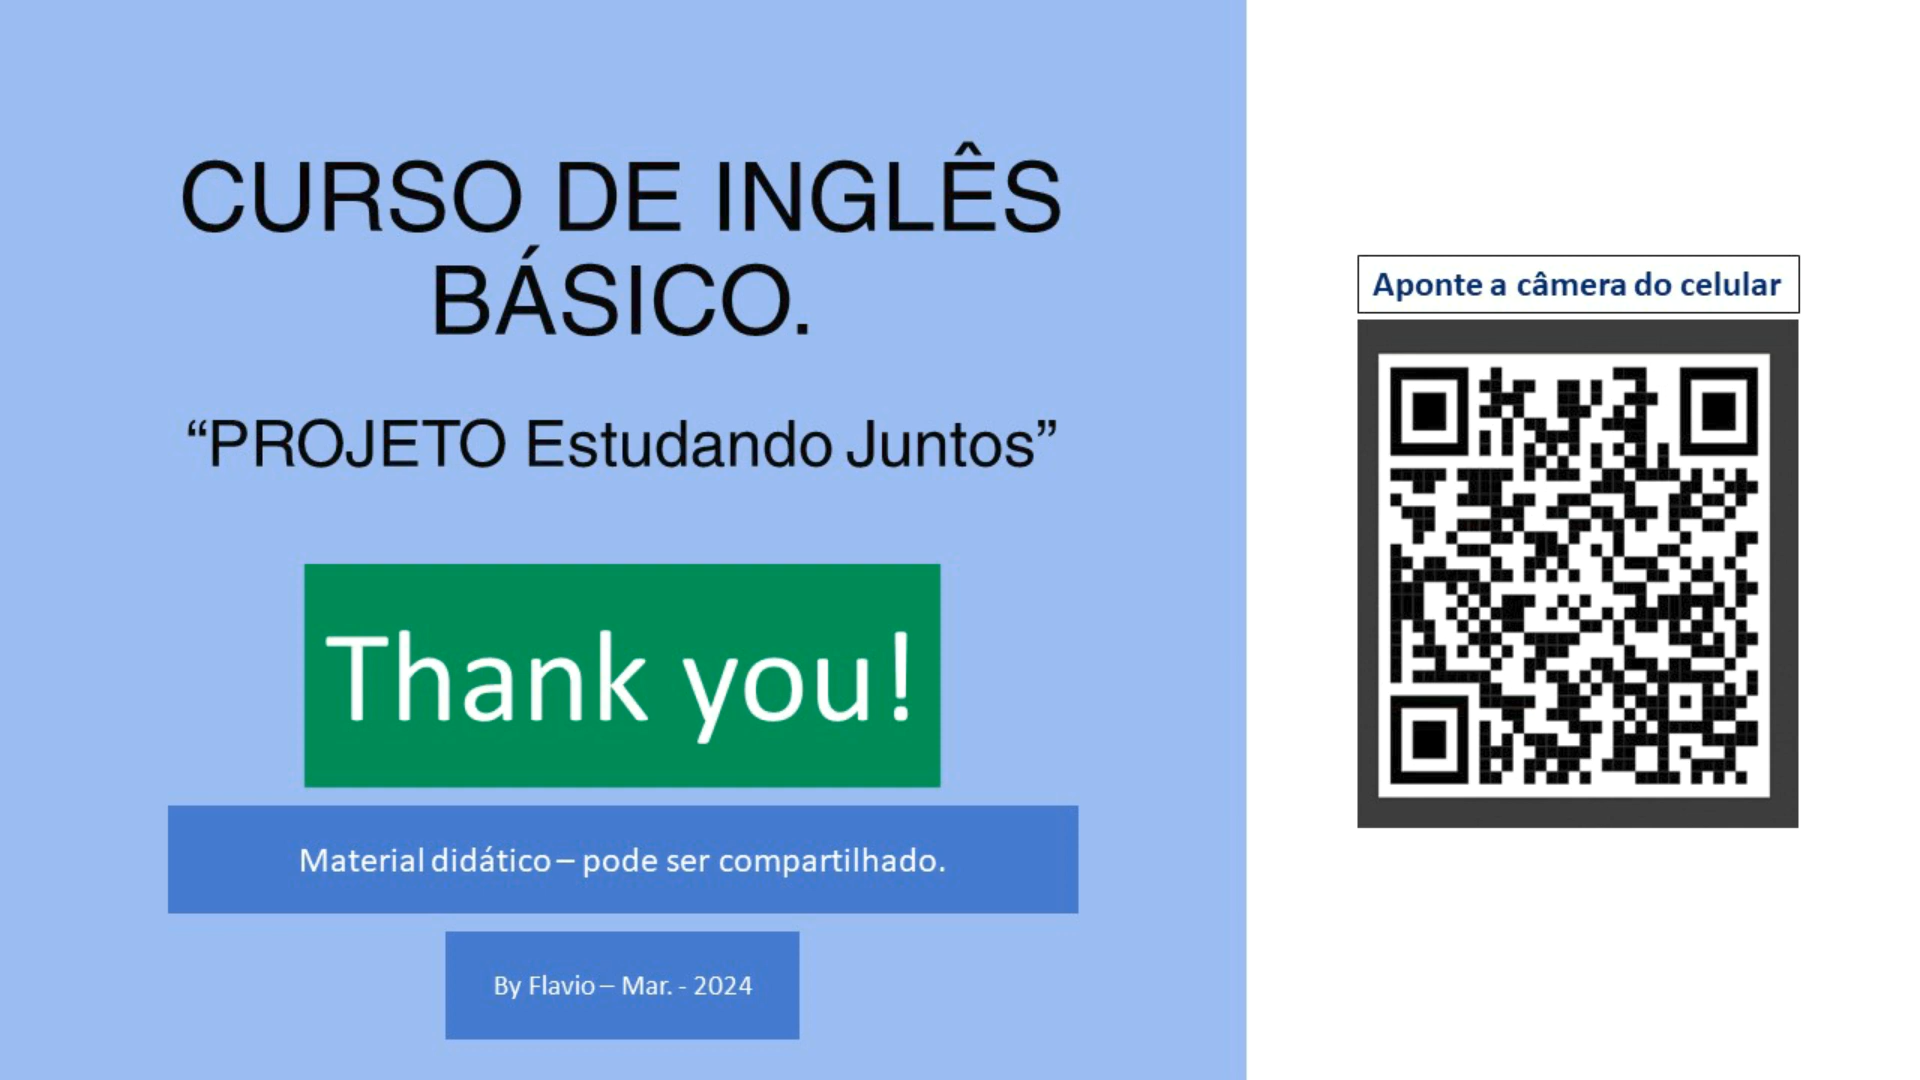 CURSO DE INGLÊS
BÁSICO.
“PROJETO Estudando Juntos”
Thank you!
Material didático – pode ser compartilhado.
By Flavio – Mar. - 2024
Aponte a câmera do celular